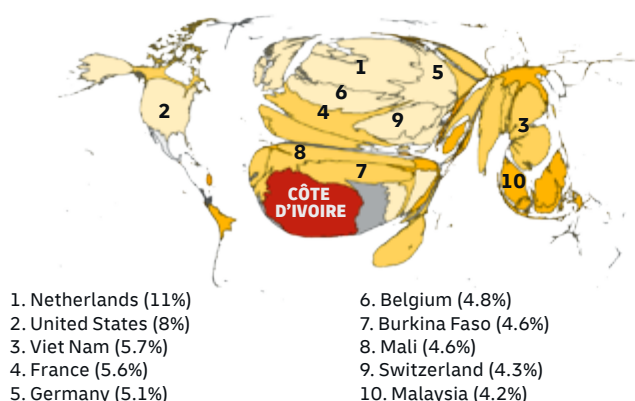 1
5
6
2
4
9
3
8
7
10
CÔTE
D'IVOIRE
1. Netherlands (11%)
2. United States (8%)
3. Viet Nam (5.7%)
4. France (5.6%)
5. Germany (5.1%)
6. Belgium (4.8%)
7. Burkina Faso (4.6%)
8. Mali (4.6%)
9. Switzerland (4.3%)
10. Malaysia (4.2%)